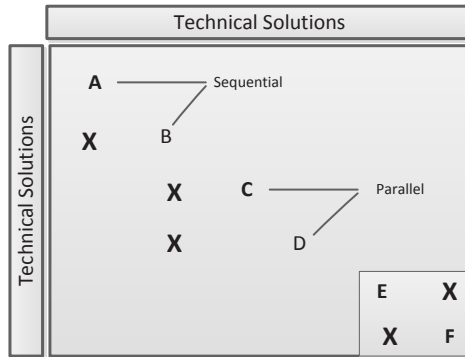 Technical Solutions
Technical Solutions
A Sequential
X B
X C Parallel
X D
E X
X F